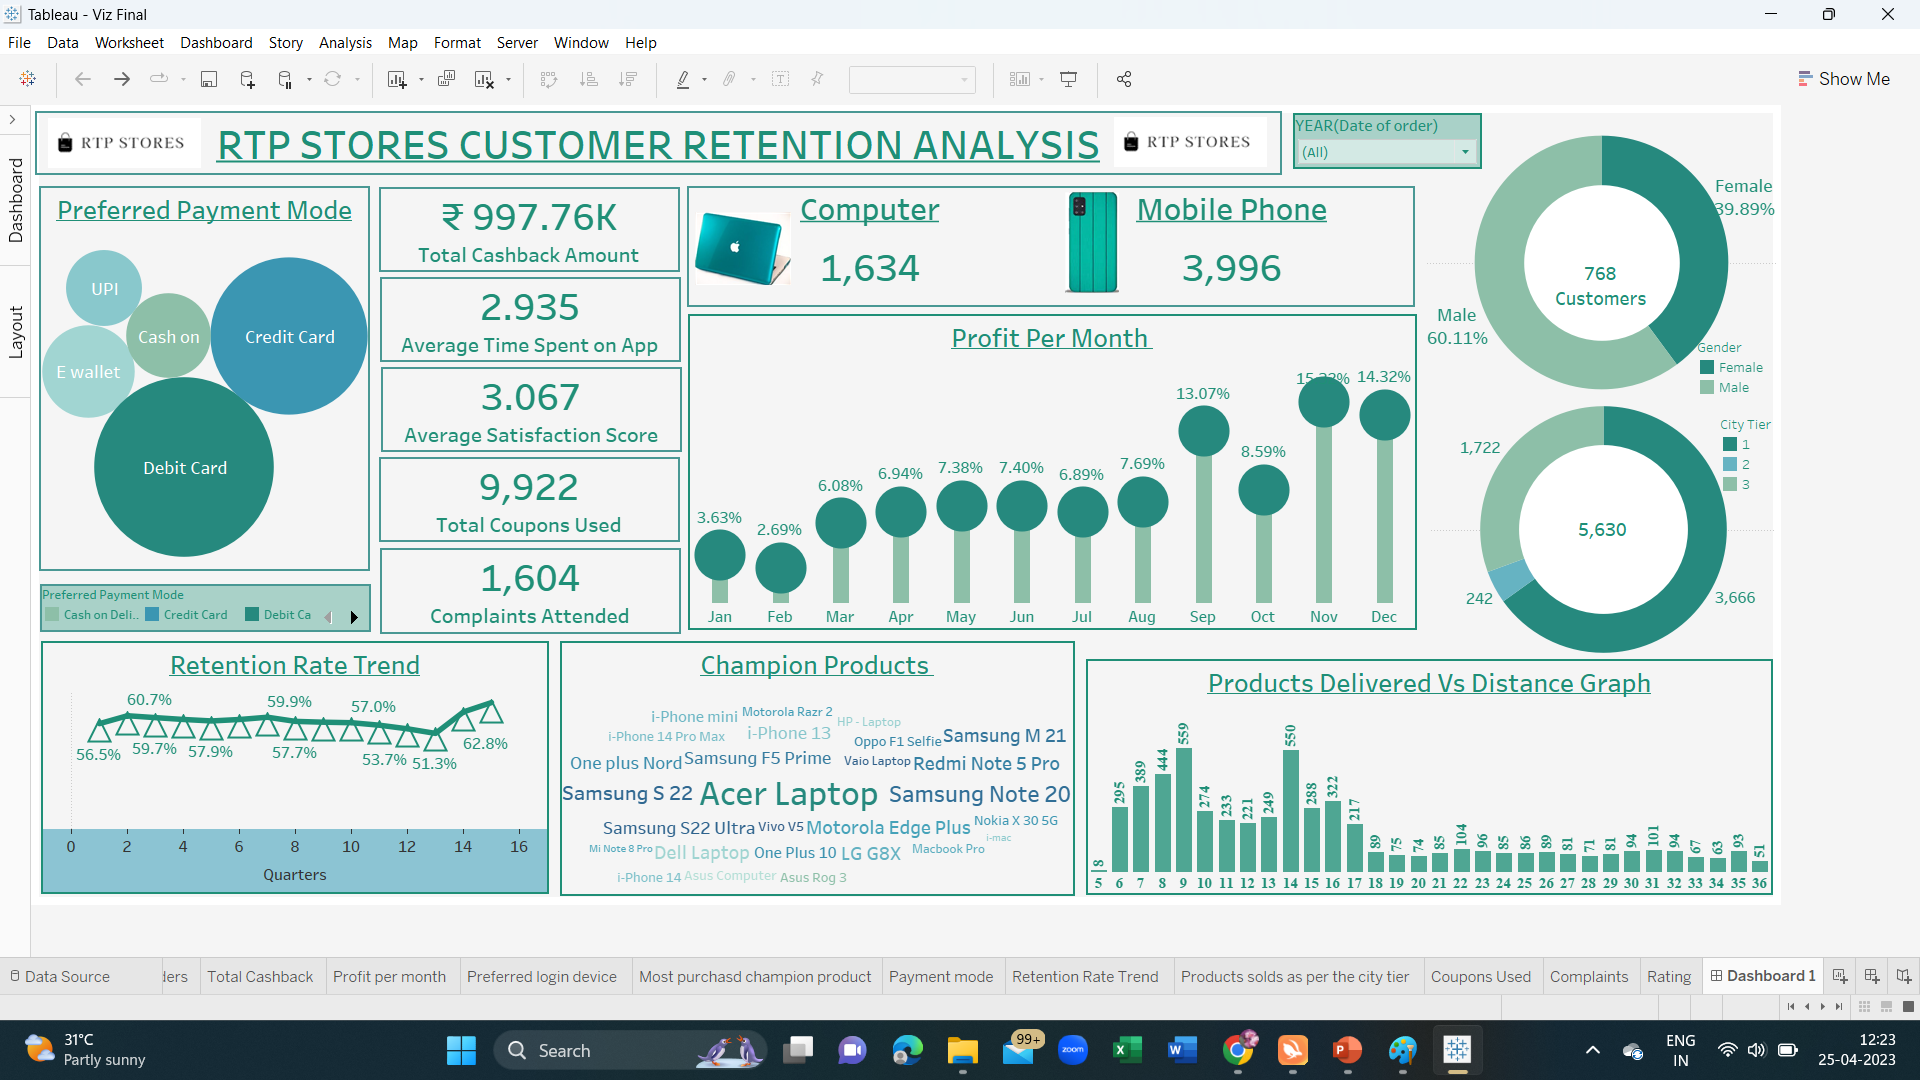 Tableau - Viz Final
File Data Worksheet Dashboard Story Analysis Map Format Server Window Help
Show Me
Dashboard
Layout
RTP STORES
RTP STORES CUSTOMER RETENTION ANALYSIS
RTP STORES
YEAR(Date of order)
(All)
Preferred Payment Mode
UPI
Cash on
Credit Card
E wallet
Debit Card
Preferred Payment Mode
Cash on Deli.. Credit Card Debit Ca
₹ 997.76K
Total Cashback Amount
2.935
Average Time Spent on App
3.067
Average Satisfaction Score
9,922
Total Coupons Used
1,604
Complaints Attended
Computer
1,634
Mobile Phone
3,996
Profit Per Month
3.63% 2.69% 6.08% 6.94% 7.38% 7.40% 6.89% 7.69% 13.07% 8.59% 14.32%
Jan Feb Mar Apr May Jun Jul Aug Sep Oct Nov Dec
Female
39.89%
768
Customers
Male
60.11%
Gender
Female
Male
City Tier
1
2
3
1,722
5,630
242
3,666
Retention Rate Trend
60.7% 59.9% 57.0%
56.5% 59.7% 57.9% 57.7% 53.7% 51.3% 62.8%
0 2 4 6 8 10 12 14 16
Quarters
Champion Products
i-Phone mini Motorola Razr 2 HP - Laptop
i-Phone 14 Pro Max i-Phone 13 Oppo F1 Selfie Samsung M 21
One plus Nord Samsung F5 Prime Vaio Laptop Redmi Note 5 Pro
Samsung S 22 Acer Laptop Samsung Note 20
Samsung S22 Ultra Vivo V5 Motorola Edge Plus Nokia X 30 5G
i-mac
Mi Note 8 Pro Dell Laptop One Plus 10 LG G8X Macbook Pro
i-Phone 14 Asus Computer Asus Rog 3
Products Delivered Vs Distance Graph
8 295 389 444 559 274 233 221 249 550 288 322 217 89 75 74 85 104 96 85 86 89 81 71 81 94 101 94 67 63 93 51
5 6 7 8 9 10 11 12 13 14 15 16 17 18 19 20 21 22 23 24 25 26 27 28 29 30 31 32 33 34 35 36
Data Source ders Total Cashback Profit per month Preferred login device Most purchasd champion product Payment mode Retention Rate Trend Products solds as per the city tier Coupons Used Complaints Rating Dashboard 1
31°C
Partly sunny
Search
99+
zoom
ENG
IN
12:23
25-04-2023